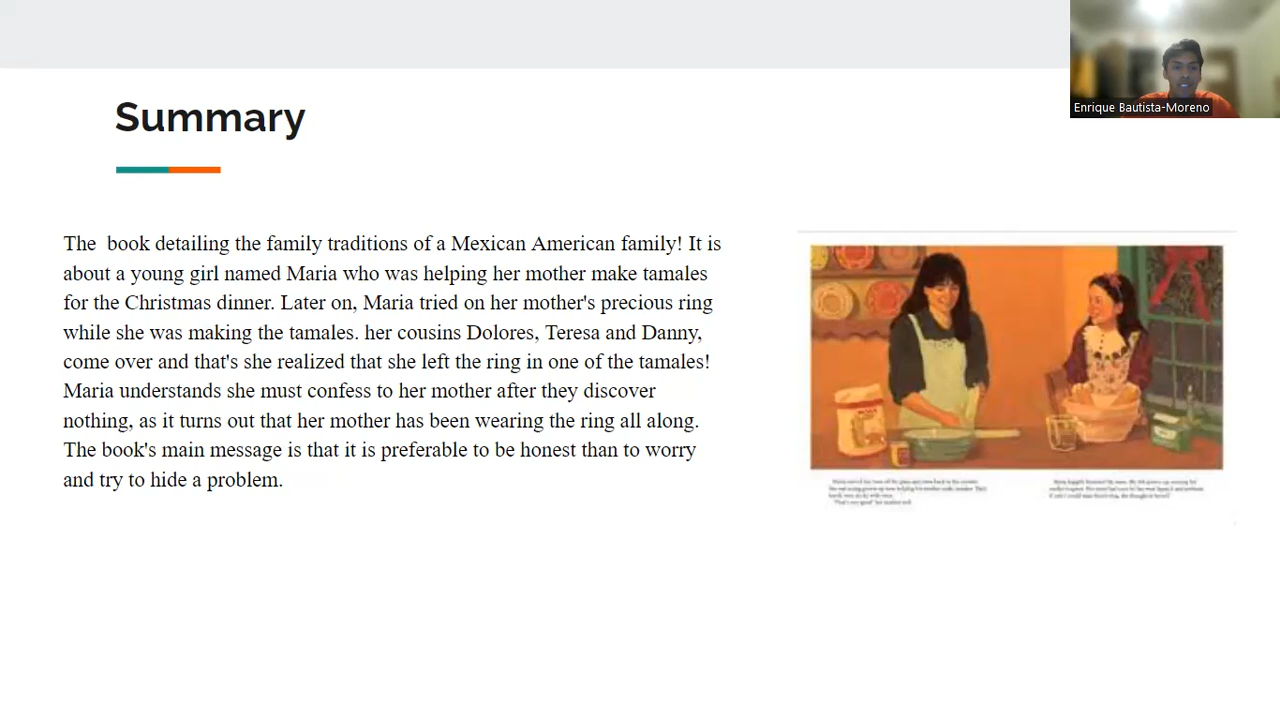 Enrique Bautista-Moreno
Summary
The  book detailing the family traditions of a Mexican American family! It is
about a young girl named Maria who was helping her mother make tamales
for the Christmas dinner. Later on, Maria tried on her mother's precious ring
while she was making the tamales. her cousins Dolores, Teresa and Danny,
come over and that's she realized that she left the ring in one of the tamales!
Maria understands she must confess to her mother after they discover
nothing, as it turns out that her mother has been wearing the ring all along.
The book's main message is that it is preferable to be honest than to worry
and try to hide a problem.